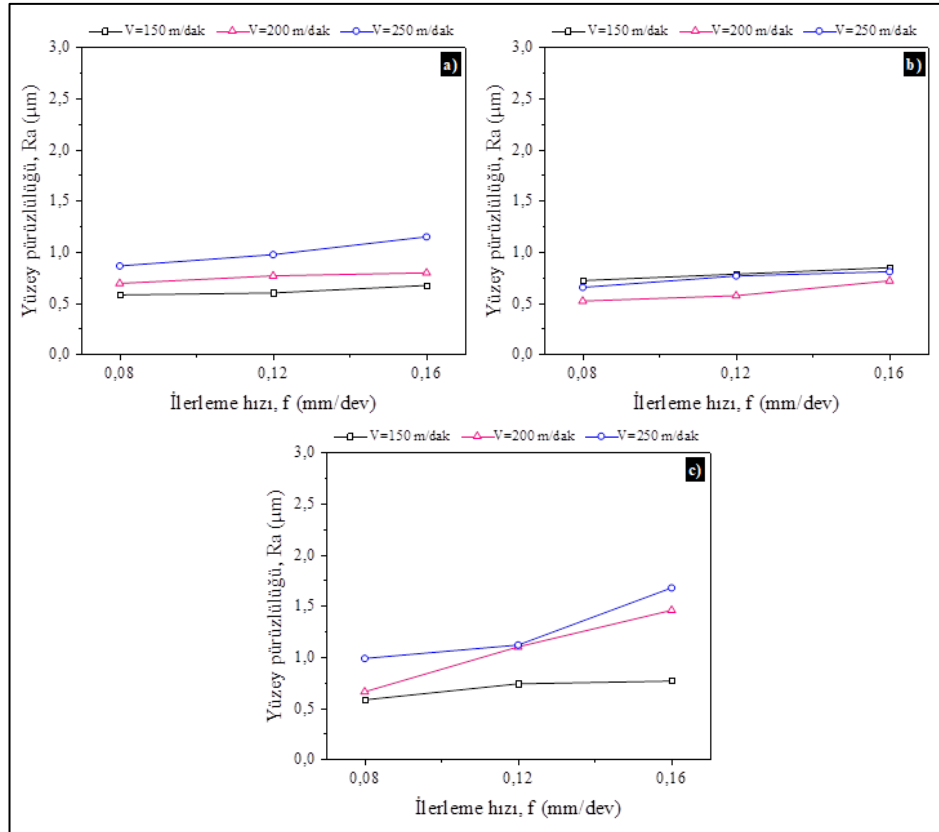 V=150 m/dak V=200 m/dak V=250 m/dak
a)
3,0
2,5
2,0
1,5
1,0
0,5
0,0
Yüzey pürüzlülüğü, Ra (µm)
0,08 0,12 0,16
İlerleme hızı, f (mm/dev)
V=150 m/dak V=200 m/dak V=250 m/dak
b)
3,0
2,5
2,0
1,5
1,0
0,5
0,0
Yüzey pürüzlülüğü, Ra (µm)
0,08 0,12 0,16
İlerleme hızı, f (mm/dev)
V=150 m/dak V=200 m/dak V=250 m/dak
c)
3,0
2,5
2,0
1,5
1,0
0,5
0,0
Yüzey pürüzlülüğü, Ra (µm)
0,08 0,12 0,16
İlerleme hızı, f (mm/dev)